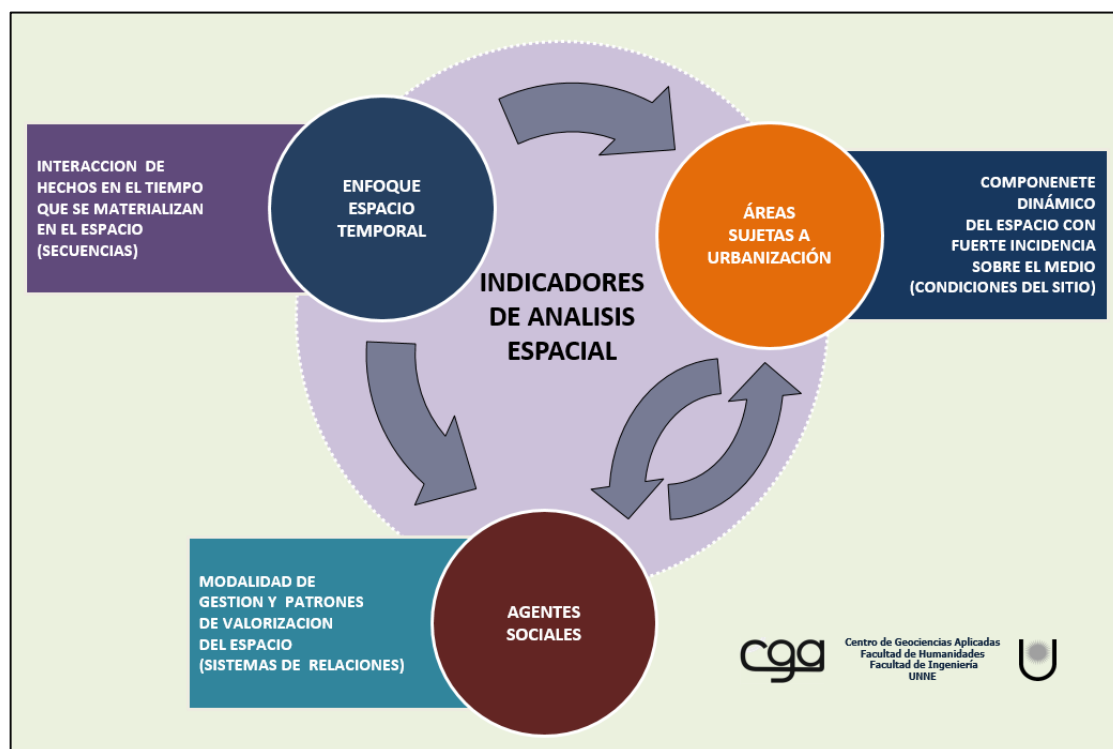 INTERACCION DE
HECHOS EN EL TIEMPO
QUE SE MATERIALIZAN
EN EL ESPACIO
(SECUENCIAS)
ENFOQUE
ESPACIO
TEMPORAL
ÁREAS
SUJETAS A
URBANIZACIÓN
COMPONENETE
DINÁMICO
DEL ESPACIO CON
FUERTE INCIDENCIA
SOBRE EL MEDIO
(CONDICIONES DEL SITIO)
INDICADORES
DE ANALISIS
ESPACIAL
MODALIDAD DE
GESTION Y PATRONES
DE VALORIZACION
DEL ESPACIO
(SISTEMAS DE RELACIONES)
AGENTES
SOCIALES
cga
Centro de Geociencias Aplicadas
Facultad de Humanidades
Facultad de Ingeniería
UNNE